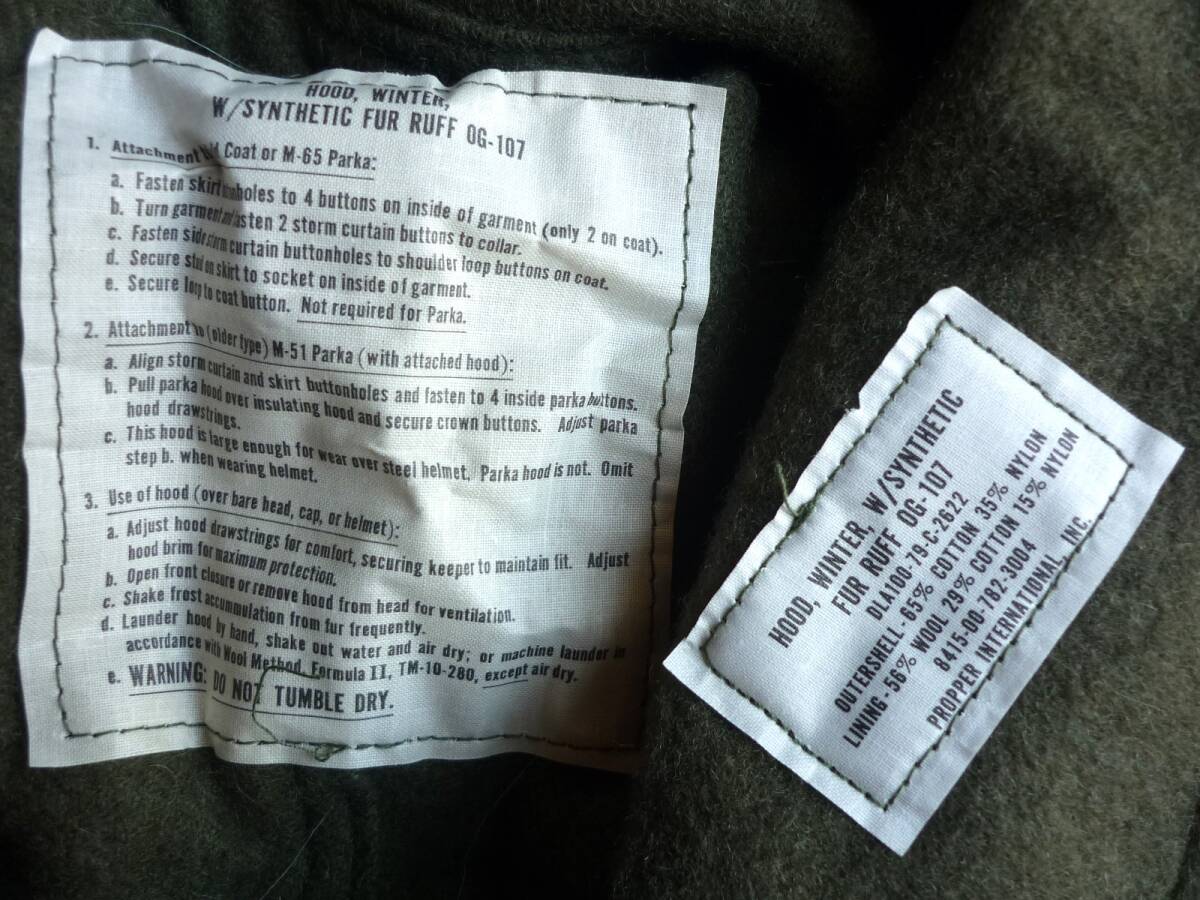 HOOD, WINTER,
W/SYNTHETIC FUR RUFF OG-107
1. Attachment Coat or M-65 Parka:
a. Fasten skirt holes to 4 buttons on inside of garment (only 2 on coat).
b. Turn garment fasten 2 storm curtain buttons to collar.
c. Fasten side storm curtain buttonholes to shoulder loop buttons on coat.
d. Secure stud on skirt to socket on inside of garment.
e. Secure loop to coat button. Not required for Parka.
2. Attachment to (older type) M-51 Parka (with attached hood):
a. Align storm curtain and skirt buttonholes and fasten to 4 inside parka buttons.
b. Pull parka hood over insulating hood and secure crown buttons. Adjust parka
hood drawstrings.
c. This hood is large enough for wear over steel helmet. Parka hood is not. Omit
step b. when wearing helmet.
3. Use of hood (over bare head, cap, or helmet):
a. Adjust hood drawstrings for comfort, securing keeper to maintain fit. Adjust
hood brim for maximum protection.
b. Open front closure or remove hood from head for ventilation.
c. Shake frost accummulation from fur frequently.
d. Launder hood by hand, shake out water and air dry; or machine launder in
accordance with Wool Method, Formula II, TM-10-280, except air dry.
e. WARNING: DO NOT TUMBLE DRY.
HOOD, WINTER, W/SYNTHETIC
FUR RUFF OG-107
DLA100-79-C-2622
OUTERSHELL - 65% COTTON 35% NYLON
LINING - 56% WOOL 29% COTTON 15% NYLON
8415-00-782-3004
PROPPER INTERNATIONAL, INC.